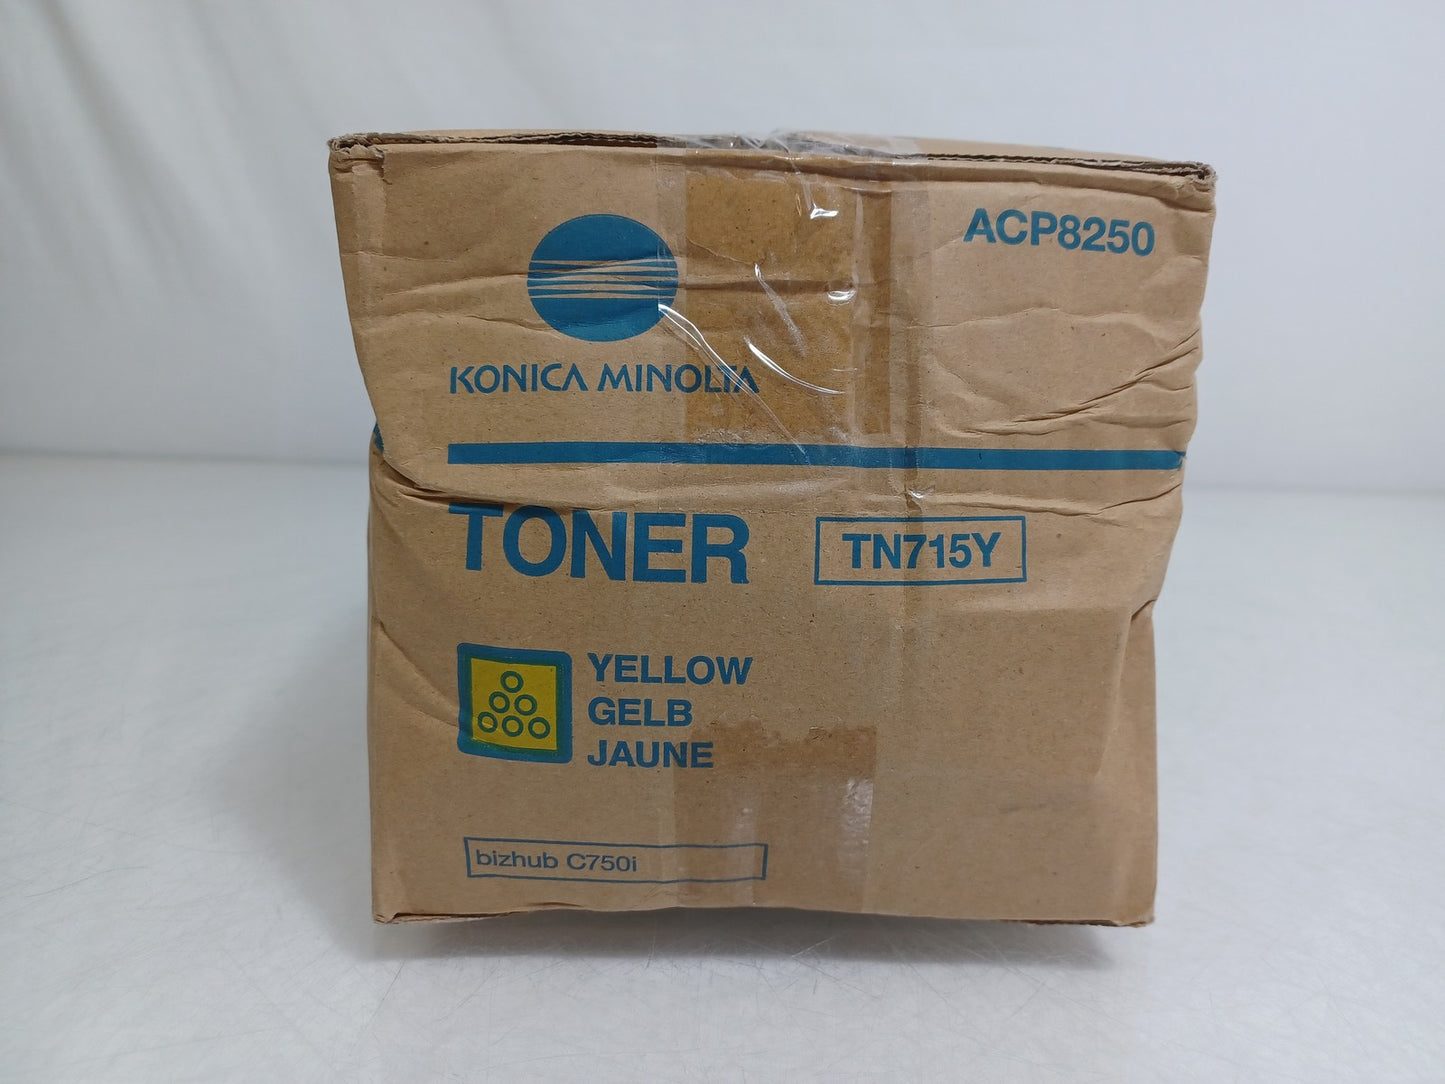 ACP8250
KONICA MINOLTA
TONER TN715Y
YELLOW
GELB
JAUNE
bizhub C750i